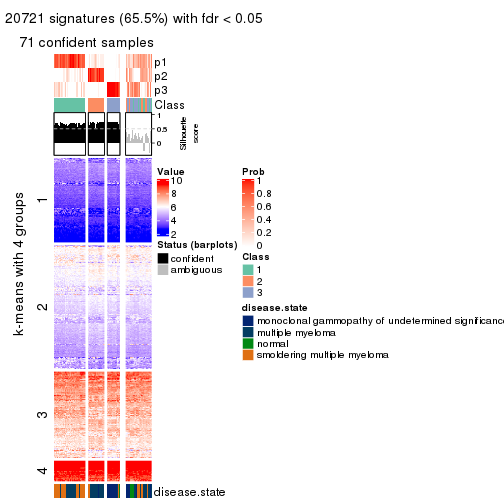 20721 signatures (65.5%) with fdr < 0.05
71 confident samples
p1
p2
p3
Class
1
0.5
0
Silhouette
score
k-means with 4 groups
1
2
3
4
disease.state
Value
10
8
6
4
2
Status (barplots)
confident
ambiguous
Prob
1
0.8
0.6
0.4
0.2
0
Class
1
2
3
disease.state
monoclonal gammopathy of undetermined significance
multiple myeloma
normal
smoldering multiple myeloma